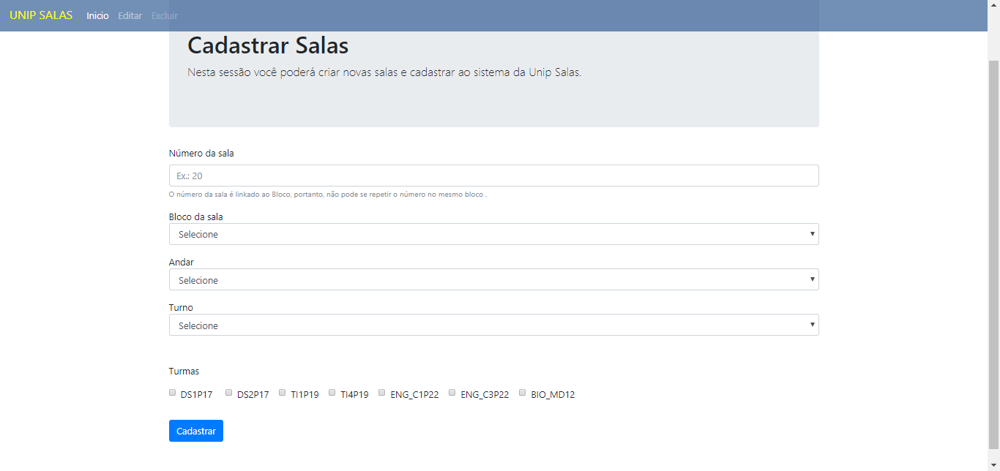 UNIP SALAS Inicio Editar Excluir
Cadastrar Salas
Nesta sessão você poderá criar novas salas e cadastrar ao sistema da Unip Salas.
Número da sala
Ex.: 20
O número da sala é linkado ao Bloco, portanto, não pode se repetir o número no mesmo bloco .
Bloco da sala
Selecione
Andar
Selecione
Turno
Selecione
Turmas
DS1P17 DS2P17 TI1P19 TI4P19 ENG_C1P22 ENG_C3P22 BIO_MD12
Cadastrar